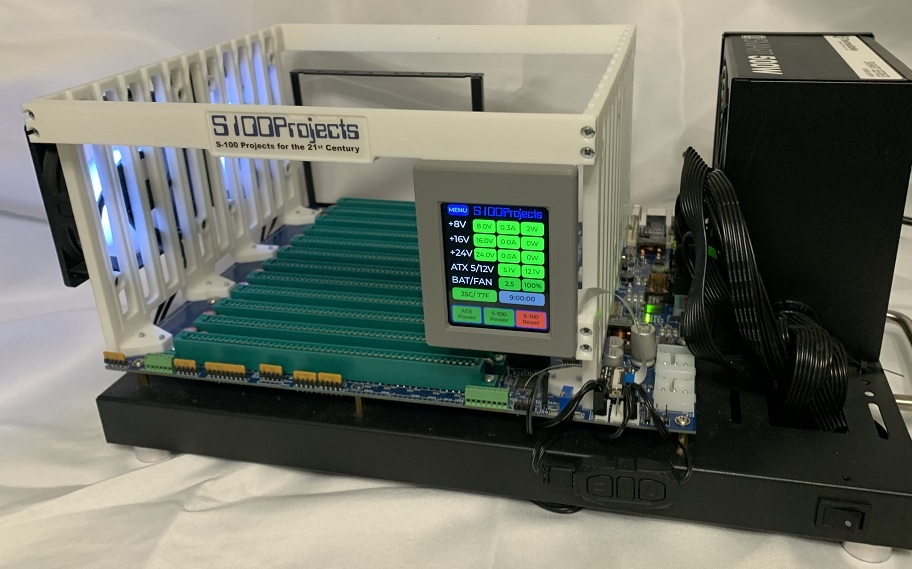 S100Projects
S-100 Projects for the 21st Century
500W
MENU S100Projects
+8V 8.0V 0.3A 2W
+16V 16.0V 0.0A 0W
+24V 24.0V 0.0A 0W
ATX 5/12V 5.1V 12.1V
BAT/FAN 2.5 100%
25C/ 77F 9:00:00
ATX Power S-100 Power S-100 Reset